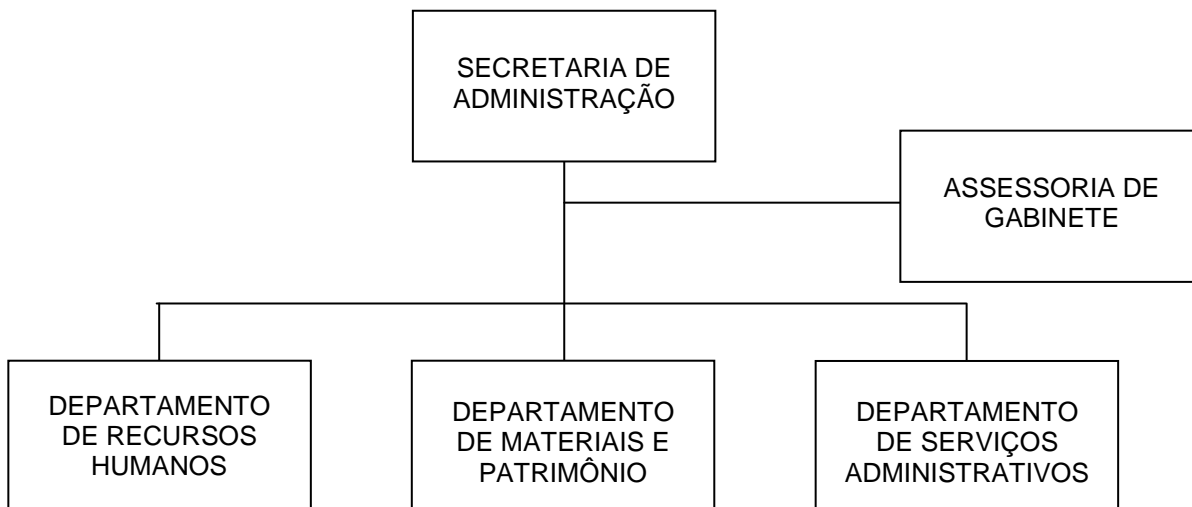 SECRETARIA DE
ADMINISTRAÇÃO
ASSESSORIA DE
GABINETE
DEPARTAMENTO
DE RECURSOS
HUMANOS
DEPARTAMENTO
DE MATERIAIS E
PATRIMÔNIO
DEPARTAMENTO
DE SERVIÇOS
ADMINISTRATIVOS